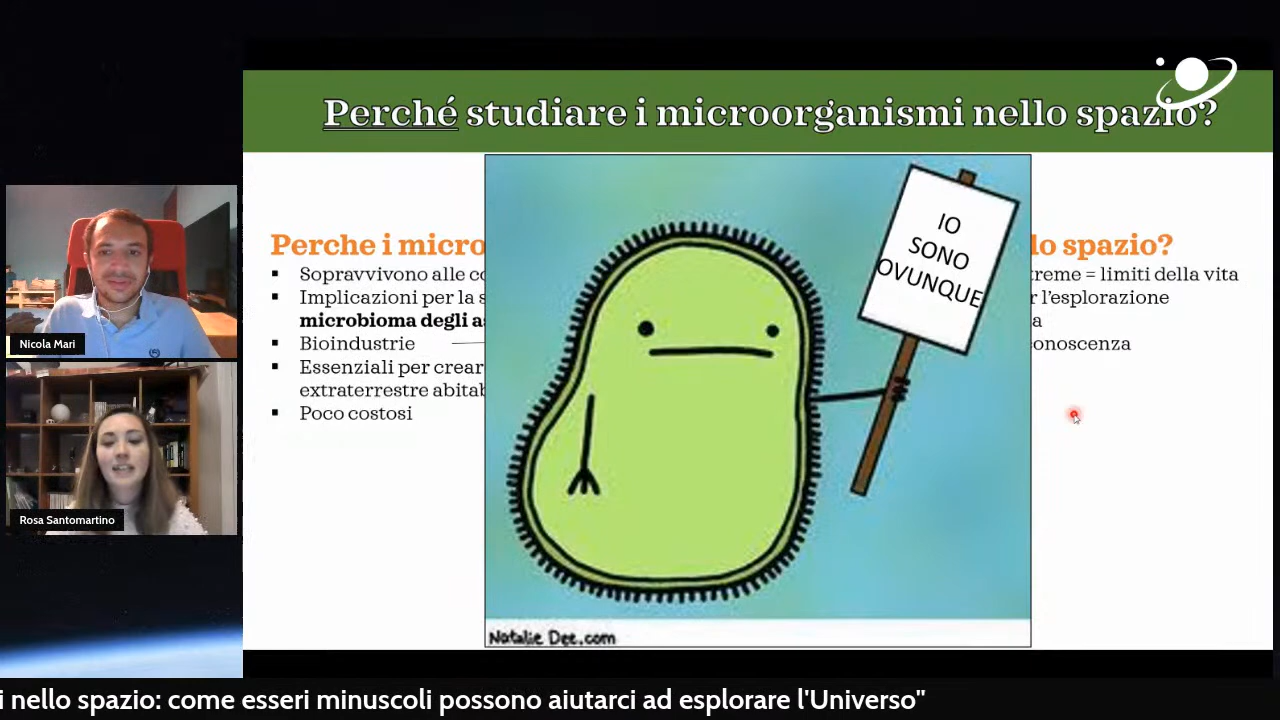 Perché studiare i microorganismi nello spazio?
Perche i micro
lo spazio?
Sopravvivono alle co
treme = limiti della vita
Implicazioni per la s
r l'esplorazione
microbioma degli as
a
Bioindustrie
conoscenza
Essenziali per crear
extraterrestre abitab
Poco costosi
IO
SONO
OVUNQUE
Natalie Dee.com
Nicola Mari
Rosa Santomartino
i nello spazio: come esseri minuscoli possono aiutarci ad esplorare l'Universo"